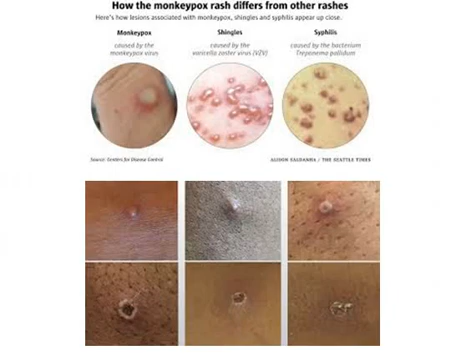 How the monkeypox rash differs from other rashes
Here's how lesions associated with monkeypox, shingles and syphilis appear up close.
Monkeypox
caused by the
monkeypox virus
Shingles
caused by the
varicella zoster virus (VZV)
Syphilis
caused by the bacterium
Treponema pallidum
Source: Centers for Disease Control
ALISON SALDANHA / THE SEATTLE TIMES